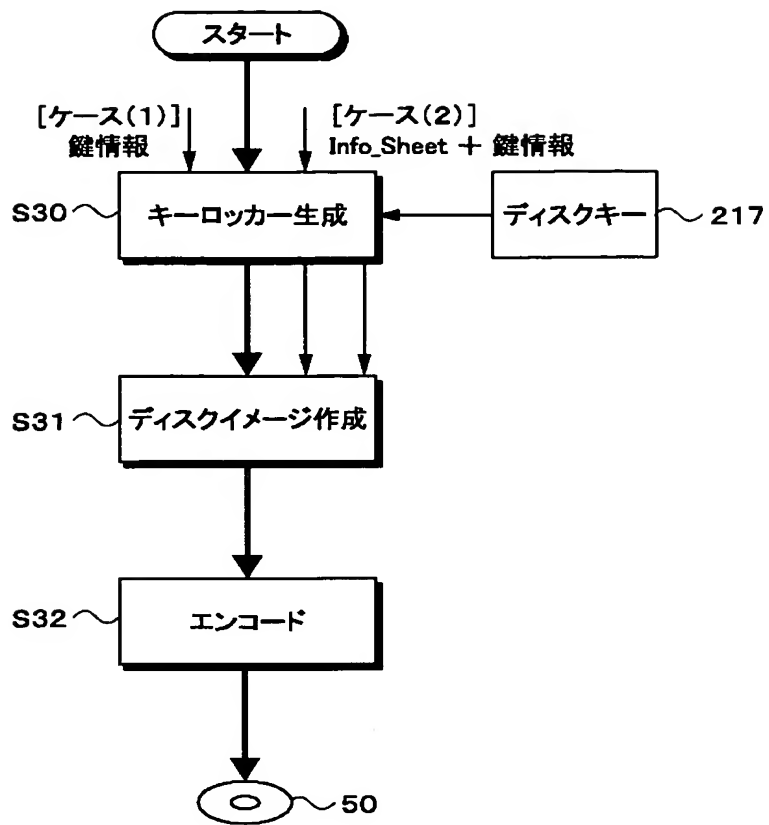 スタート
[ケース(1)]
鍵情報
[ケース(2)]
Info_Sheet + 鍵情報
S30
キーロッカー生成
ディスクキー
217
S31
ディスクイメージ作成
S32
エンコード
50